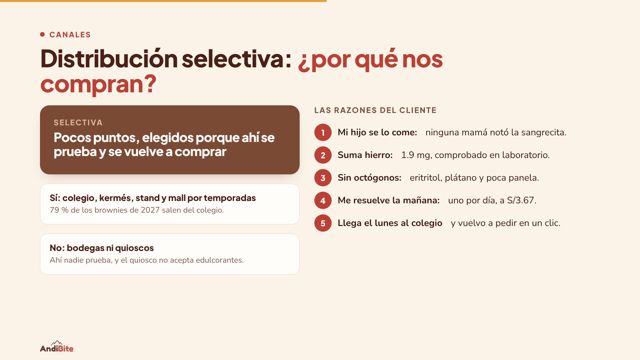 CANALES
Distribución selectiva: ¿por qué nos
compran?
SELECTIVA
Pocos puntos, elegidos porque ahí se
prueba y se vuelve a comprar
Sí: colegio, kermés, stand y mall por temporadas
79 % de los brownies de 2027 salen del colegio.
No: bodegas ni quioscos
Ahí nadie prueba, y el quiosco no acepta edulcorantes.
LAS RAZONES DEL CLIENTE
1 Mi hijo se lo come: ninguna mamá notó la sangrecita.
2 Suma hierro: 1.9 mg, comprobado en laboratorio.
3 Sin octógonos: eritritol, plátano y poca panela.
4 Me resuelve la mañana: uno por día, a S/3.67.
5 Llega el lunes al colegio y vuelvo a pedir en un clic.
AndiBite